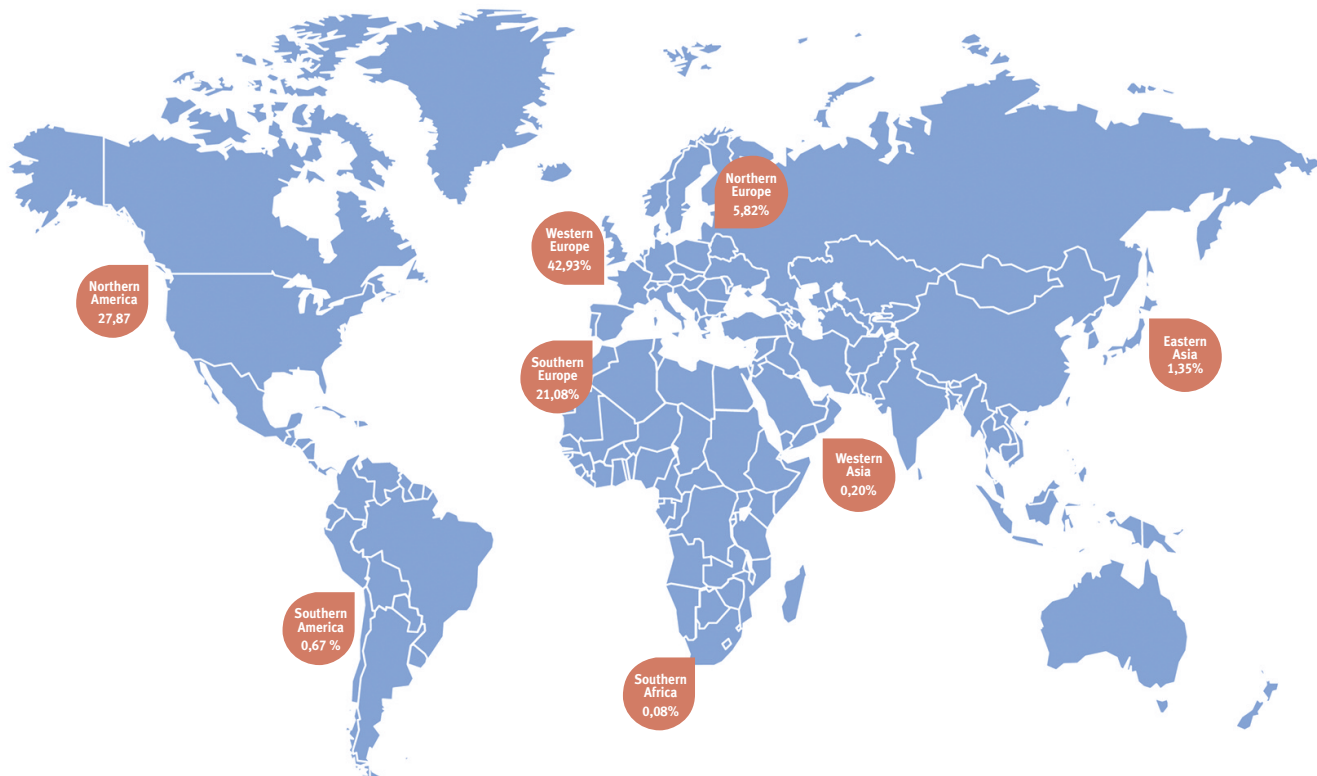 Northern
Europe
5,82%
Western
Europe
42,93%
Northern
America
27,87
Southern
Europe
21,08%
Eastern
Asia
1,35%
Western
Asia
0,20%
Southern
America
0,67 %
Southern
Africa
0,08%